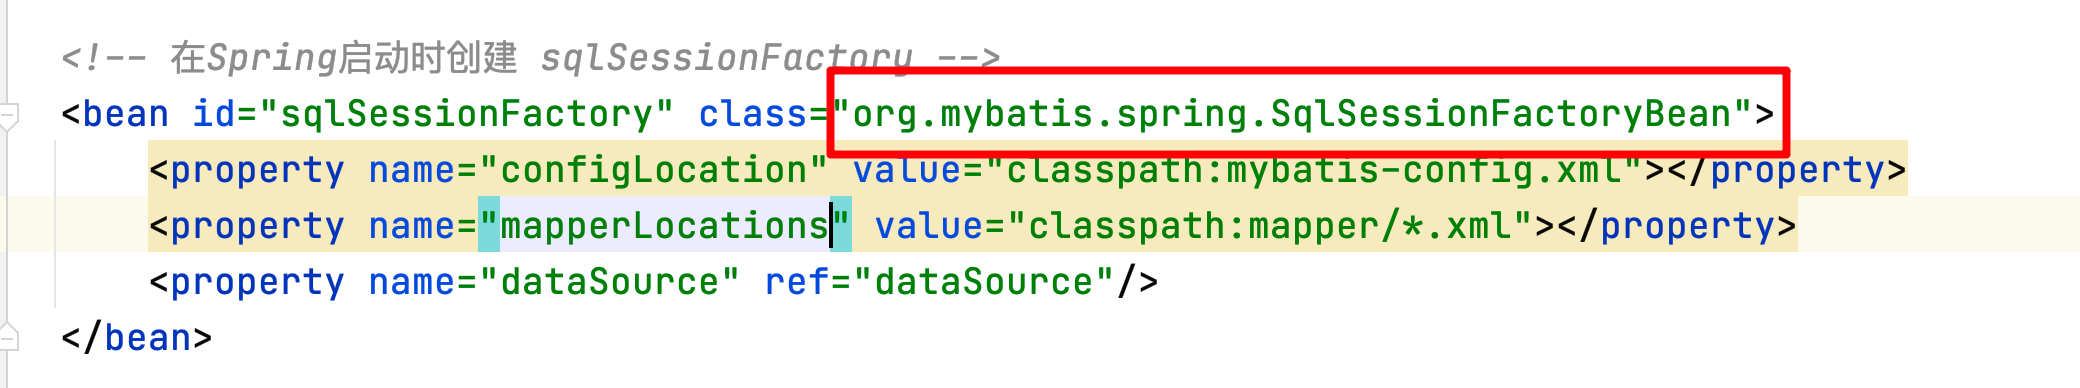 <!-- 在Spring启动时创建 sqlSessionFactory -->
<bean id="sqlSessionFactory" class="org.mybatis.spring.SqlSessionFactoryBean">
<property name="configLocation" value="classpath:mybatis-config.xml"></property>
<property name="mapperLocations" value="classpath:mapper/*.xml"></property>
<property name="dataSource" ref="dataSource"/>
</bean>